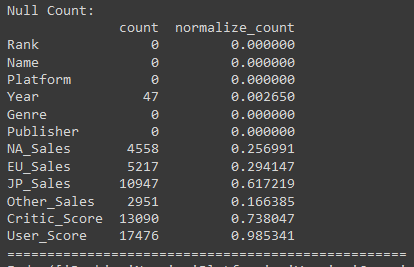 Null Count:
count normalize_count
Rank 0 0.000000
Name 0 0.000000
Platform 0 0.000000
Year 47 0.002650
Genre 0 0.000000
Publisher 0 0.000000
NA_Sales 4558 0.256991
EU_Sales 5217 0.294147
JP_Sales 10947 0.617219
Other_Sales 2951 0.166385
Critic_Score 13090 0.738047
User_Score 17476 0.985341
==================================================